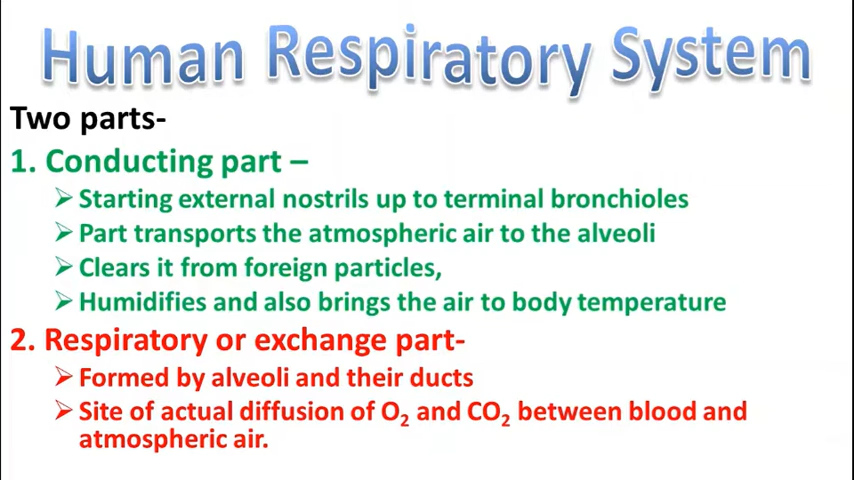 Human Respiratory System
Two parts-
1. Conducting part –
➢ Starting external nostrils up to terminal bronchioles
➢ Part transports the atmospheric air to the alveoli
➢ Clears it from foreign particles,
➢ Humidifies and also brings the air to body temperature
2. Respiratory or exchange part-
➢ Formed by alveoli and their ducts
➢ Site of actual diffusion of O₂ and CO₂ between blood and
atmospheric air.